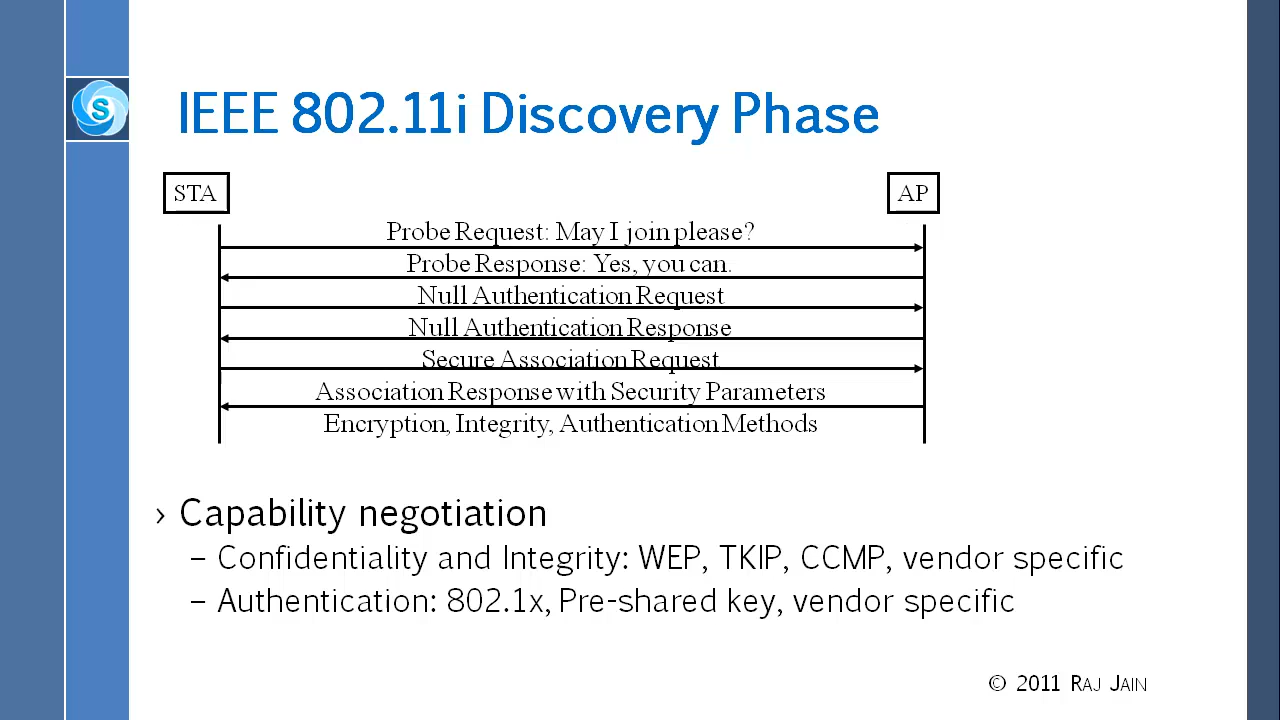 S
IEEE 802.11i Discovery Phase
STA
AP
Probe Request: May I join please?
Probe Response: Yes, you can.
Null Authentication Request
Null Authentication Response
Secure Association Request
Association Response with Security Parameters
Encryption, Integrity, Authentication Methods
› Capability negotiation
– Confidentiality and Integrity: WEP, TKIP, CCMP, vendor specific
– Authentication: 802.1x, Pre-shared key, vendor specific
© 2011 RAJ JAIN